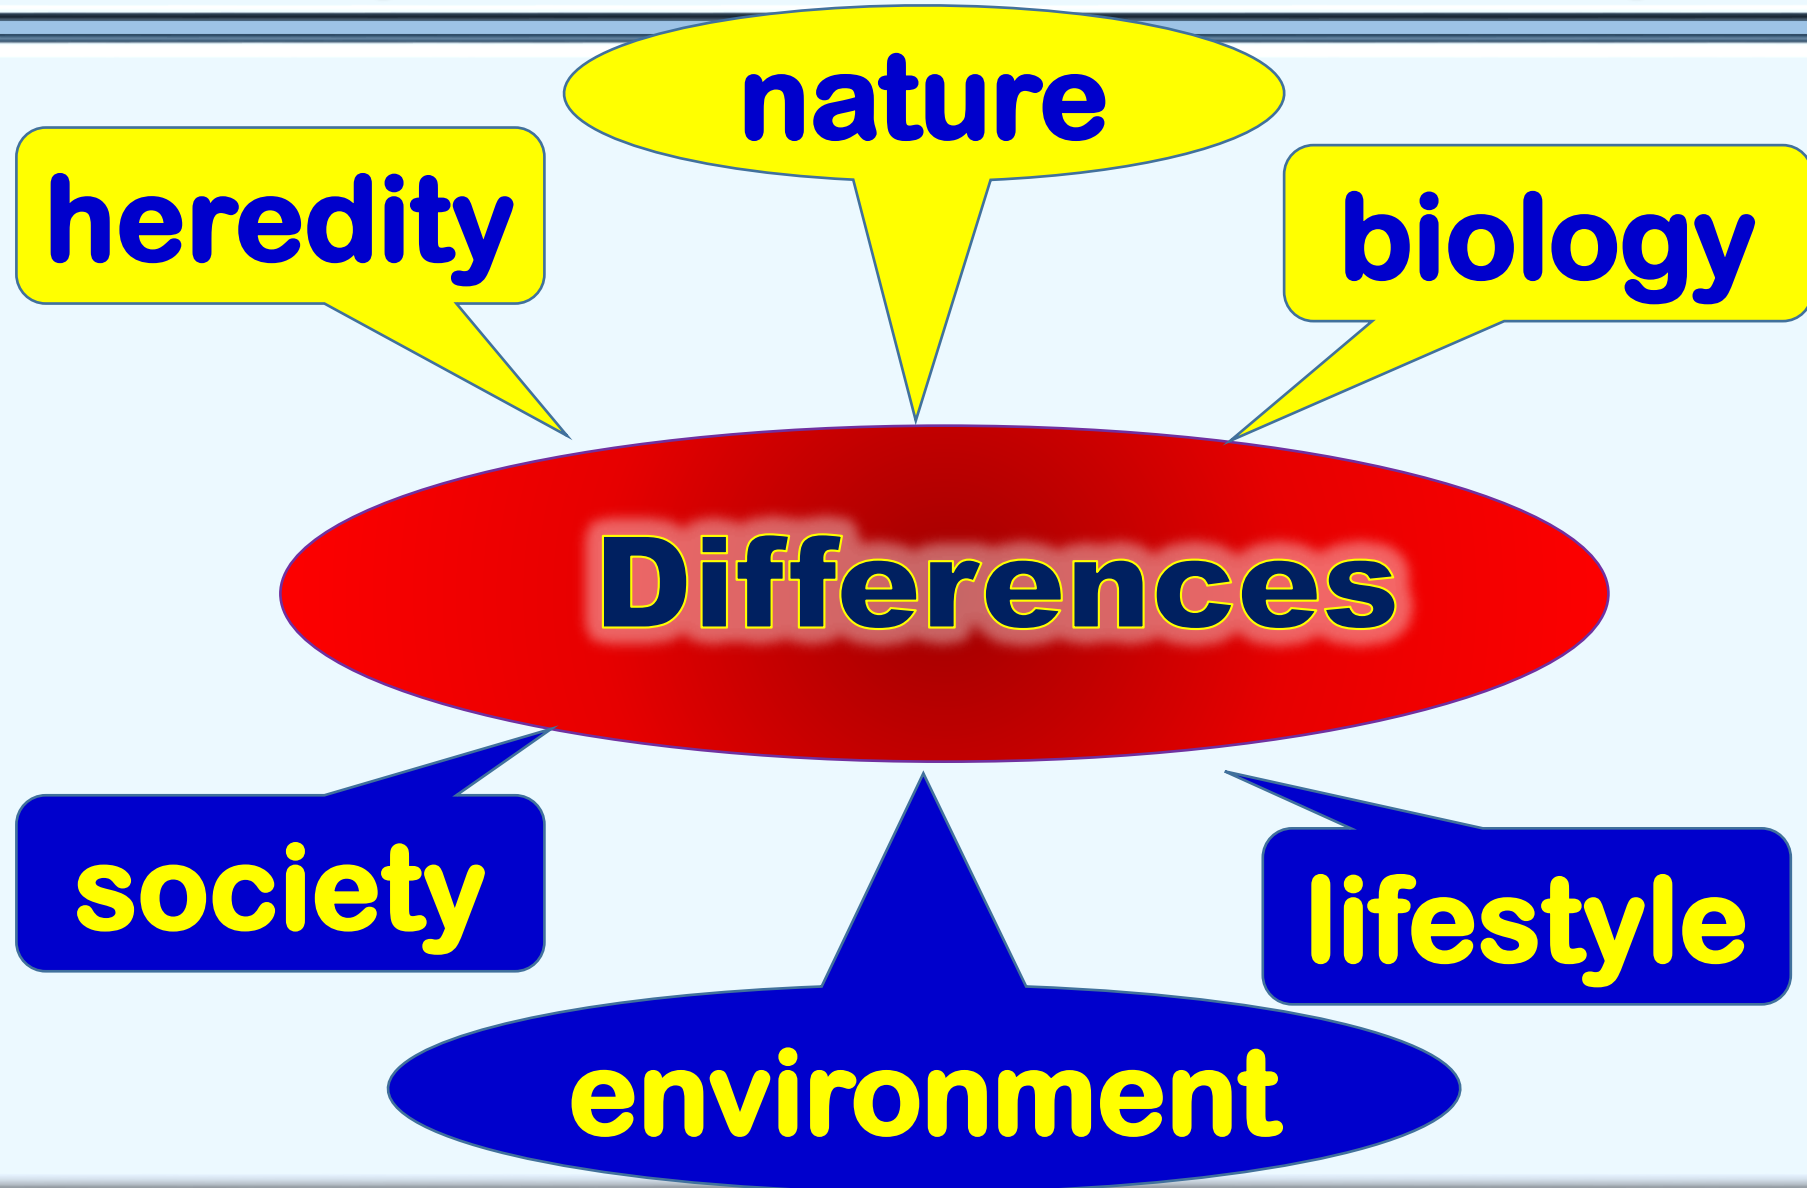 nature
heredity
biology
Differences
society
lifestyle
environment